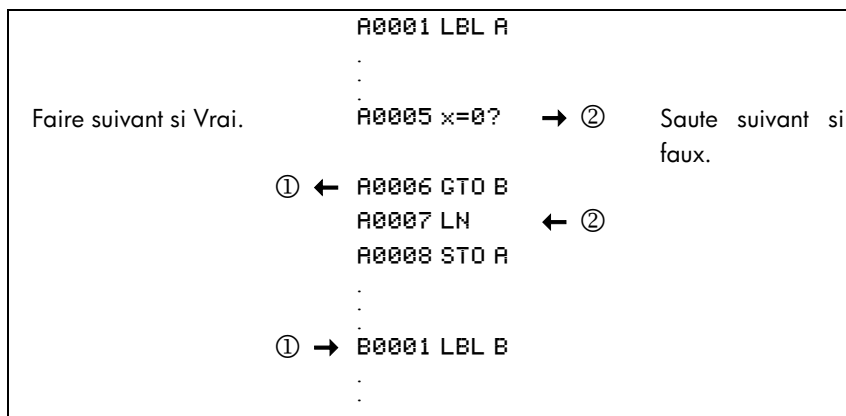 A0001 LBL A
.
.
.
Faire suivant si Vrai. A0005 x=0? → ② Saute suivant si
faux.
① ← A0006 GTO B
A0007 LN ← ②
A0008 STO A
.
.
.
① → B0001 LBL B
.
.